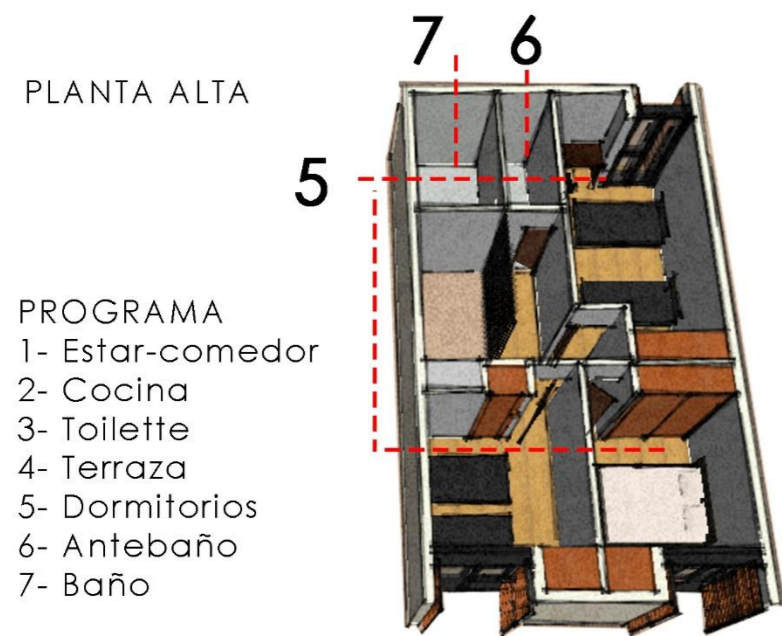 7 6
PLANTA ALTA
5
PROGRAMA
1- Estar-comedor
2- Cocina
3- Toilette
4- Terraza
5- Dormitorios
6- Antebaño
7- Baño